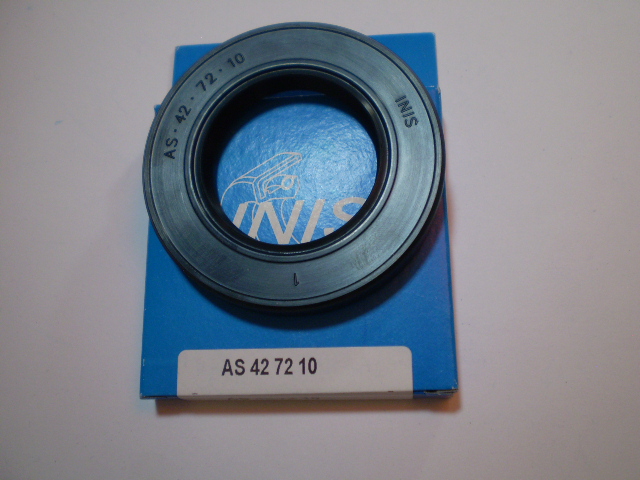 AS · 42 · 72 · 10
INIS
INIS
1
AS 42 72 10